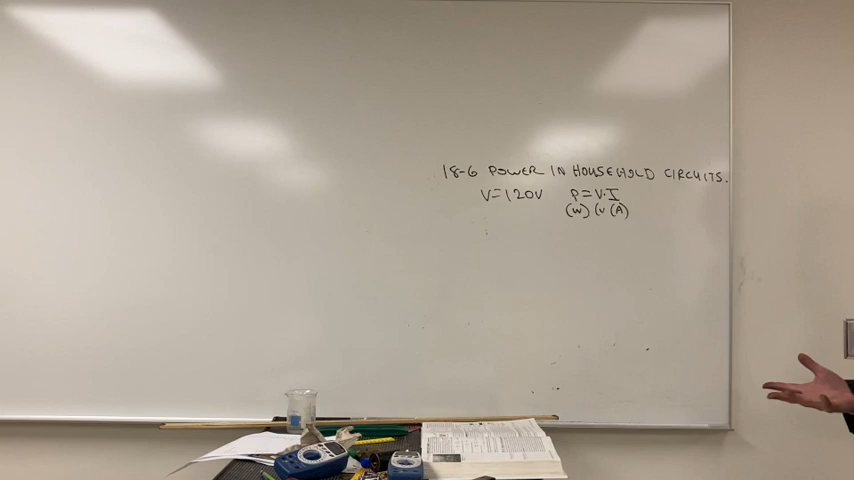 18-6 POWER IN HOUSEHOLD CIRCUITS.
V=120V P=V·I
(W) (V (A)